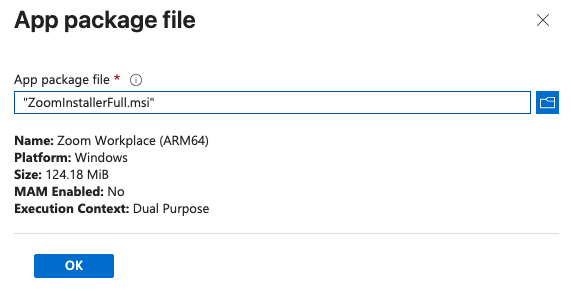 App package file
App package file *
"ZoomInstallerFull.msi"
Name: Zoom Workplace (ARM64)
Platform: Windows
Size: 124.18 MiB
MAM Enabled: No
Execution Context: Dual Purpose
OK